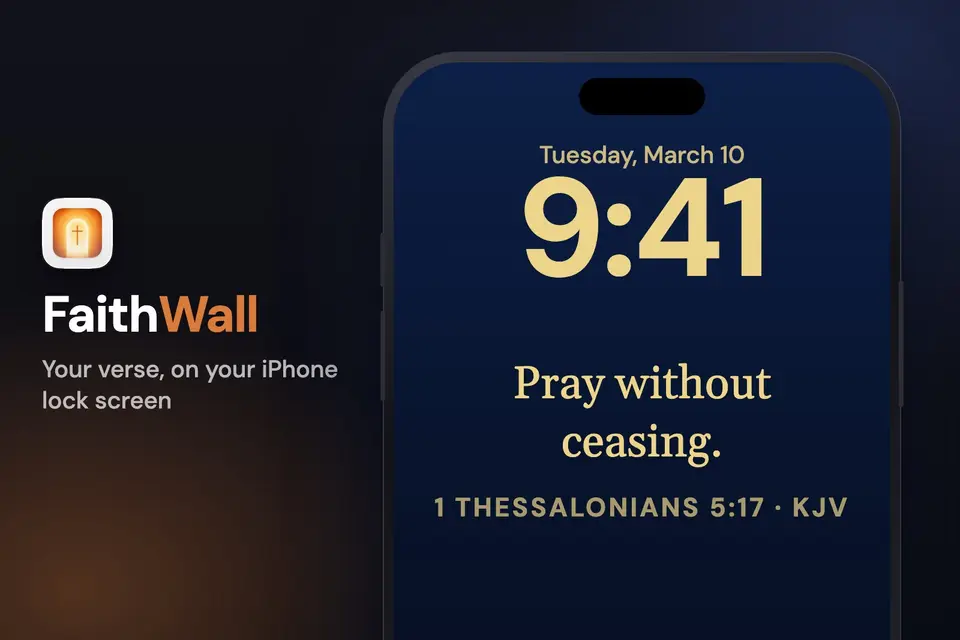 FaithWall
Your verse, on your iPhone
lock screen
Tuesday, March 10
9:41
Pray without
ceasing.
1 THESSALONIANS 5:17 · KJV